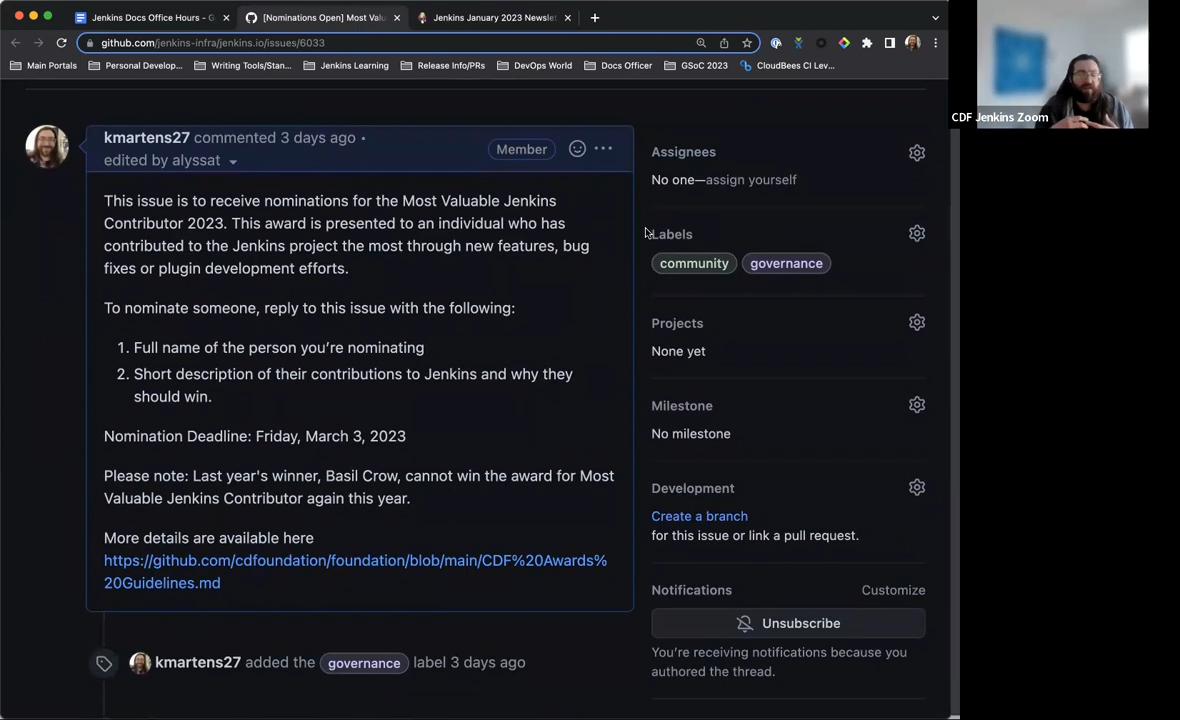 Jenkins Docs Office Hours - G
[Nominations Open] Most Valu
Jenkins January 2023 Newslet
github.com/jenkins-infra/jenkins.io/issues/6033
Main Portals
Personal Develop...
Writing Tools/Stan...
Jenkins Learning
Release Info/PRs
DevOps World
Docs Officer
GSoC 2023
CloudBees CI Lev...
CDF Jenkins Zoom
kmartens27 commented 3 days ago •
edited by alyssat
Member
This issue is to receive nominations for the Most Valuable Jenkins
Contributor 2023. This award is presented to an individual who has
contributed to the Jenkins project the most through new features, bug
fixes or plugin development efforts.
To nominate someone, reply to this issue with the following:
1. Full name of the person you're nominating
2. Short description of their contributions to Jenkins and why they
should win.
Nomination Deadline: Friday, March 3, 2023
Please note: Last year's winner, Basil Crow, cannot win the award for Most
Valuable Jenkins Contributor again this year.
More details are available here
https://github.com/cdfoundation/foundation/blob/main/CDF%20Awards%
20Guidelines.md
kmartens27 added the governance label 3 days ago
Assignees
No one—assign yourself
Labels
community
governance
Projects
None yet
Milestone
No milestone
Development
Create a branch
for this issue or link a pull request.
Notifications
Customize
Unsubscribe
You're receiving notifications because you
authored the thread.